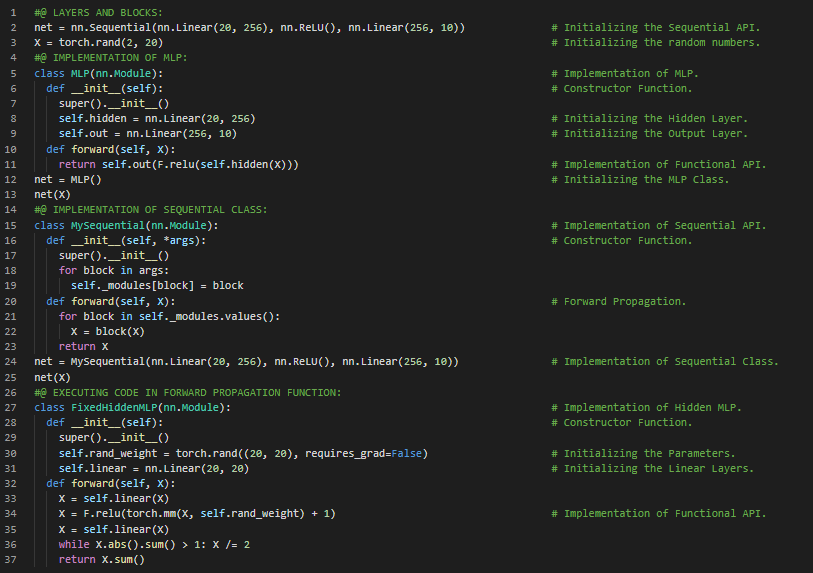 1 #@ LAYERS AND BLOCKS:
2 net = nn.Sequential(nn.Linear(20, 256), nn.ReLU(), nn.Linear(256, 10)) # Initializing the Sequential API.
3 X = torch.rand(2, 20) # Initializing the random numbers.
4 #@ IMPLEMENTATION OF MLP:
5 class MLP(nn.Module): # Implementation of MLP.
6 def __init__(self): # Constructor Function.
7 super().__init__()
8 self.hidden = nn.Linear(20, 256) # Initializing the Hidden Layer.
9 self.out = nn.Linear(256, 10) # Initializing the Output Layer.
10 def forward(self, X):
11 return self.out(F.relu(self.hidden(X))) # Implementation of Functional API.
12 net = MLP() # Initializing the MLP Class.
13 net(X)
14 #@ IMPLEMENTATION OF SEQUENTIAL CLASS:
15 class MySequential(nn.Module): # Implementation of Sequential API.
16 def __init__(self, *args): # Constructor Function.
17 super().__init__()
18 for block in args:
19 self._modules[block] = block
20 def forward(self, X): # Forward Propagation.
21 for block in self._modules.values():
22 X = block(X)
23 return X
24 net = MySequential(nn.Linear(20, 256), nn.ReLU(), nn.Linear(256, 10)) # Implementation of Sequential Class.
25 net(X)
26 #@ EXECUTING CODE IN FORWARD PROPAGATION FUNCTION:
27 class FixedHiddenMLP(nn.Module): # Implementation of Hidden MLP.
28 def __init__(self): # Constructor Function.
29 super().__init__()
30 self.rand_weight = torch.rand((20, 20), requires_grad=False) # Initializing the Parameters.
31 self.linear = nn.Linear(20, 20) # Initializing the Linear Layers.
32 def forward(self, X):
33 X = self.linear(X)
34 X = F.relu(torch.mm(X, self.rand_weight) + 1) # Implementation of Functional API.
35 X = self.linear(X)
36 while X.abs().sum() > 1: X /= 2
37 return X.sum()